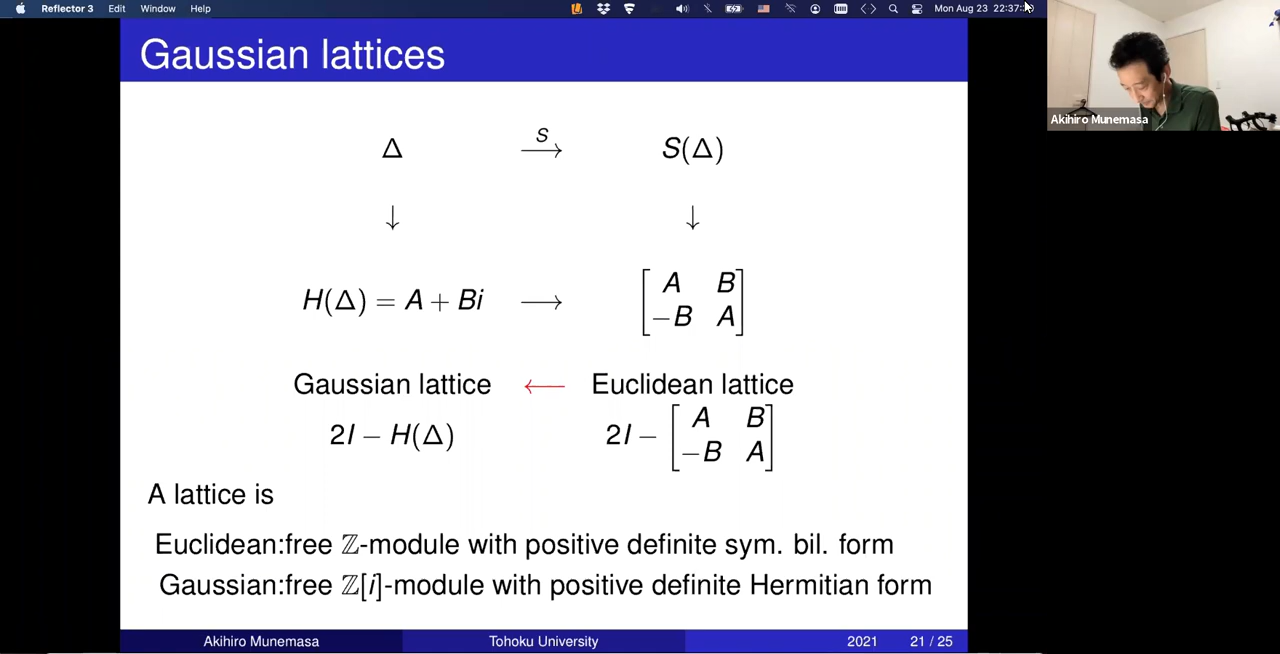 Reflector 3 Edit Window Help
Mon Aug 23 22:37:
Gaussian lattices
Akihiro Munemasa
Δ S⟶ S(Δ)
↓ ↓
H(Δ) = A + Bi ⟶ [ A B
−B A ]
Gaussian lattice ⟵ Euclidean lattice
2I − H(Δ) 2I − [ A B
−B A ]
A lattice is
Euclidean:free ℤ-module with positive definite sym. bil. form
Gaussian:free ℤ[i]-module with positive definite Hermitian form
Akihiro Munemasa Tohoku University 2021 21 / 25